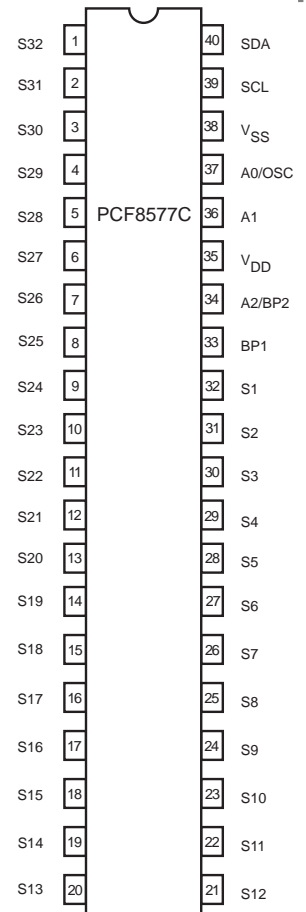 S32 1 40 SDA
S31 2 39 SCL
S30 3 38 VSS
S29 4 37 A0/OSC
S28 5 PCF8577C 36 A1
S27 6 35 VDD
S26 7 34 A2/BP2
S25 8 33 BP1
S24 9 32 S1
S23 10 31 S2
S22 11 30 S3
S21 12 29 S4
S20 13 28 S5
S19 14 27 S6
S18 15 26 S7
S17 16 25 S8
S16 17 24 S9
S15 18 23 S10
S14 19 22 S11
S13 20 21 S12